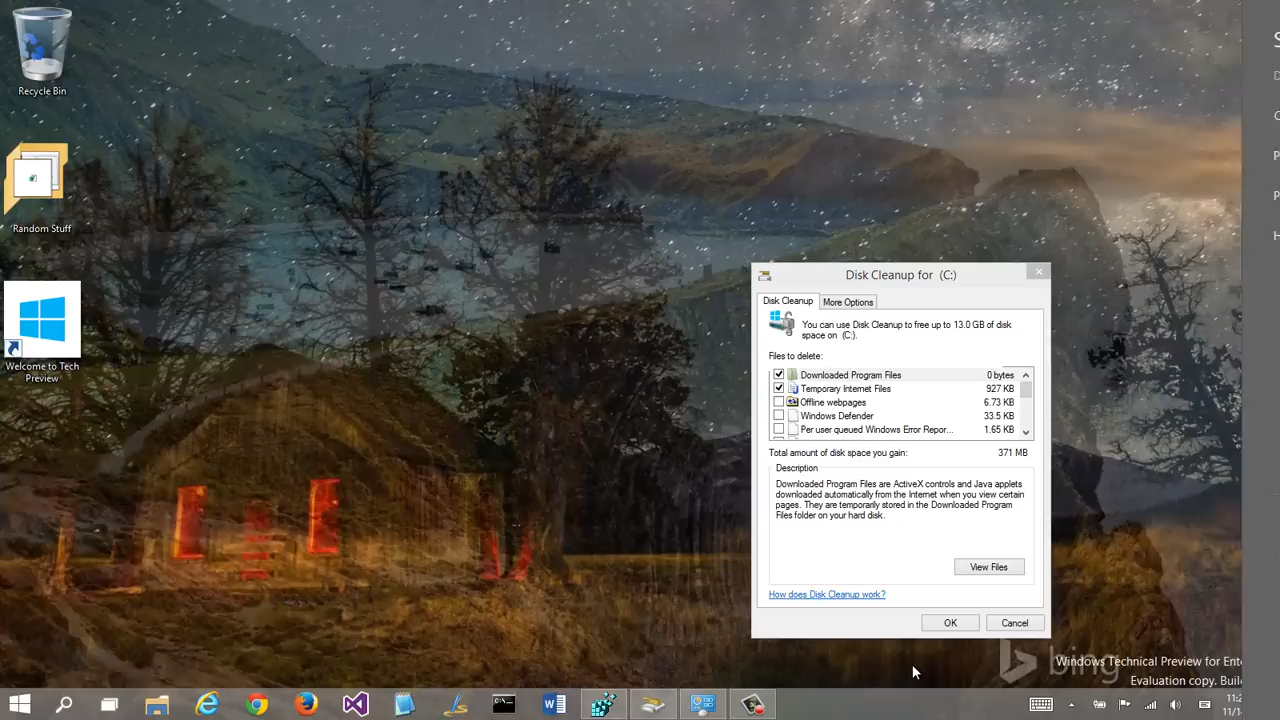 Recycle Bin
Random Stuff
Welcome to Tech
Preview
Disk Cleanup for (C:)
Disk Cleanup
More Options
You can use Disk Cleanup to free up to 13.0 GB of disk
space on (C:).
Files to delete:
Downloaded Program Files 0 bytes
Temporary Internet Files 927 KB
Offline webpages 6.73 KB
Windows Defender 33.5 KB
Per user queued Windows Error Repor... 1.65 KB
Total amount of disk space you gain: 371 MB
Description
Downloaded Program Files are ActiveX controls and Java applets
downloaded automatically from the Internet when you view certain
pages. They are temporarily stored in the Downloaded Program
Files folder on your hard disk.
View Files
How does Disk Cleanup work?
OK
Cancel
bing
Windows Technical Preview for Ent
Evaluation copy. Buil
11:2
11/1